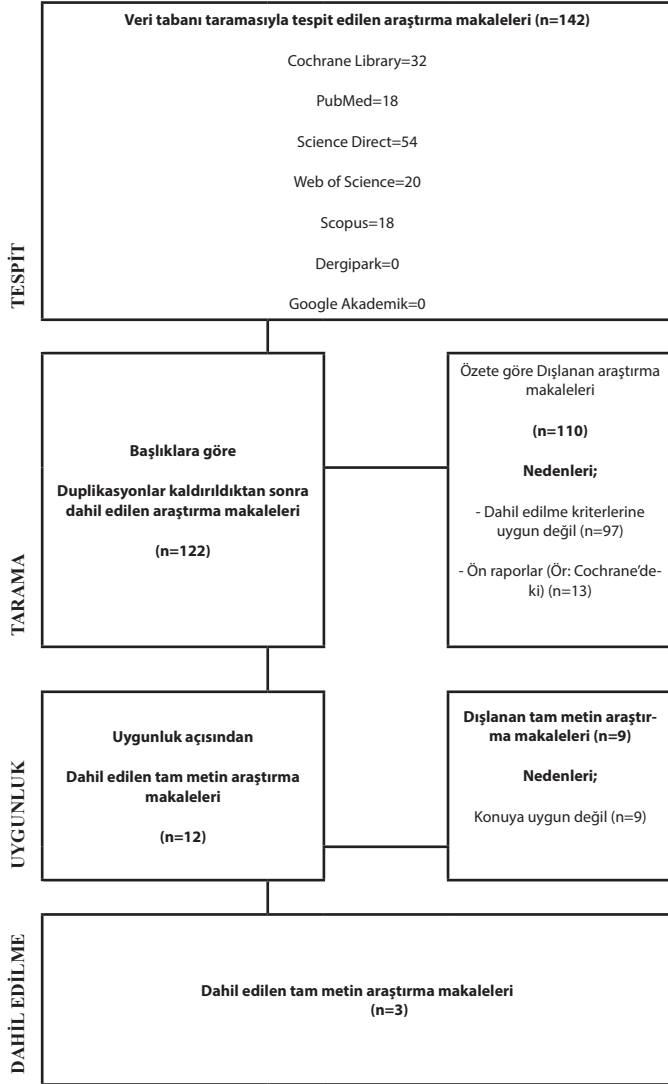 TESPİT
Veri tabanı taramasıyla tespit edilen araştırma makaleleri (n=142)
Cochrane Library=32
PubMed=18
Science Direct=54
Web of Science=20
Scopus=18
Dergipark=0
Google Akademik=0
TARAMA
Başlıklara göre
Duplikasyonlar kaldırıldıktan sonra
dahil edilen araştırma makaleleri
(n=122)
Özete göre Dışlanan araştırma
makaleleri
(n=110)
Nedenleri;
- Dahil edilme kriterlerine
uygun değil (n=97)
- Ön raporlar (Ör: Cochrane’de-
ki) (n=13)
UYGUNLUK
Uygunluk açısından
Dahil edilen tam metin araştırma
makaleleri
(n=12)
Dışlanan tam metin araştır-
ma makaleleri (n=9)
Nedenleri;
Konuya uygun değil (n=9)
DAHİL EDİLME
Dahil edilen tam metin araştırma makaleleri
(n=3)